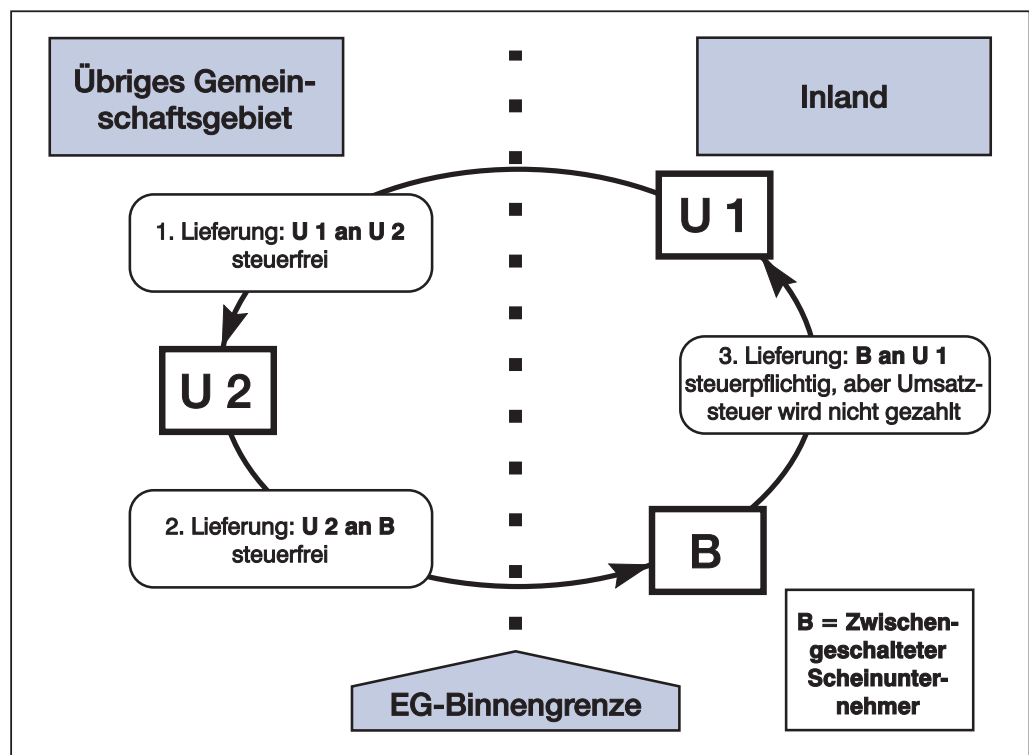 Übriges Gemein-
schaftsgebiet
Inland
U 1
1. Lieferung: U 1 an U 2
steuerfrei
U 2
3. Lieferung: B an U 1
steuerpflichtig, aber Umsatz-
steuer wird nicht gezahlt
2. Lieferung: U 2 an B
steuerfrei
B
B = Zwischen-
geschalteter
Scheinunter-
nehmer
EG-Binnengrenze